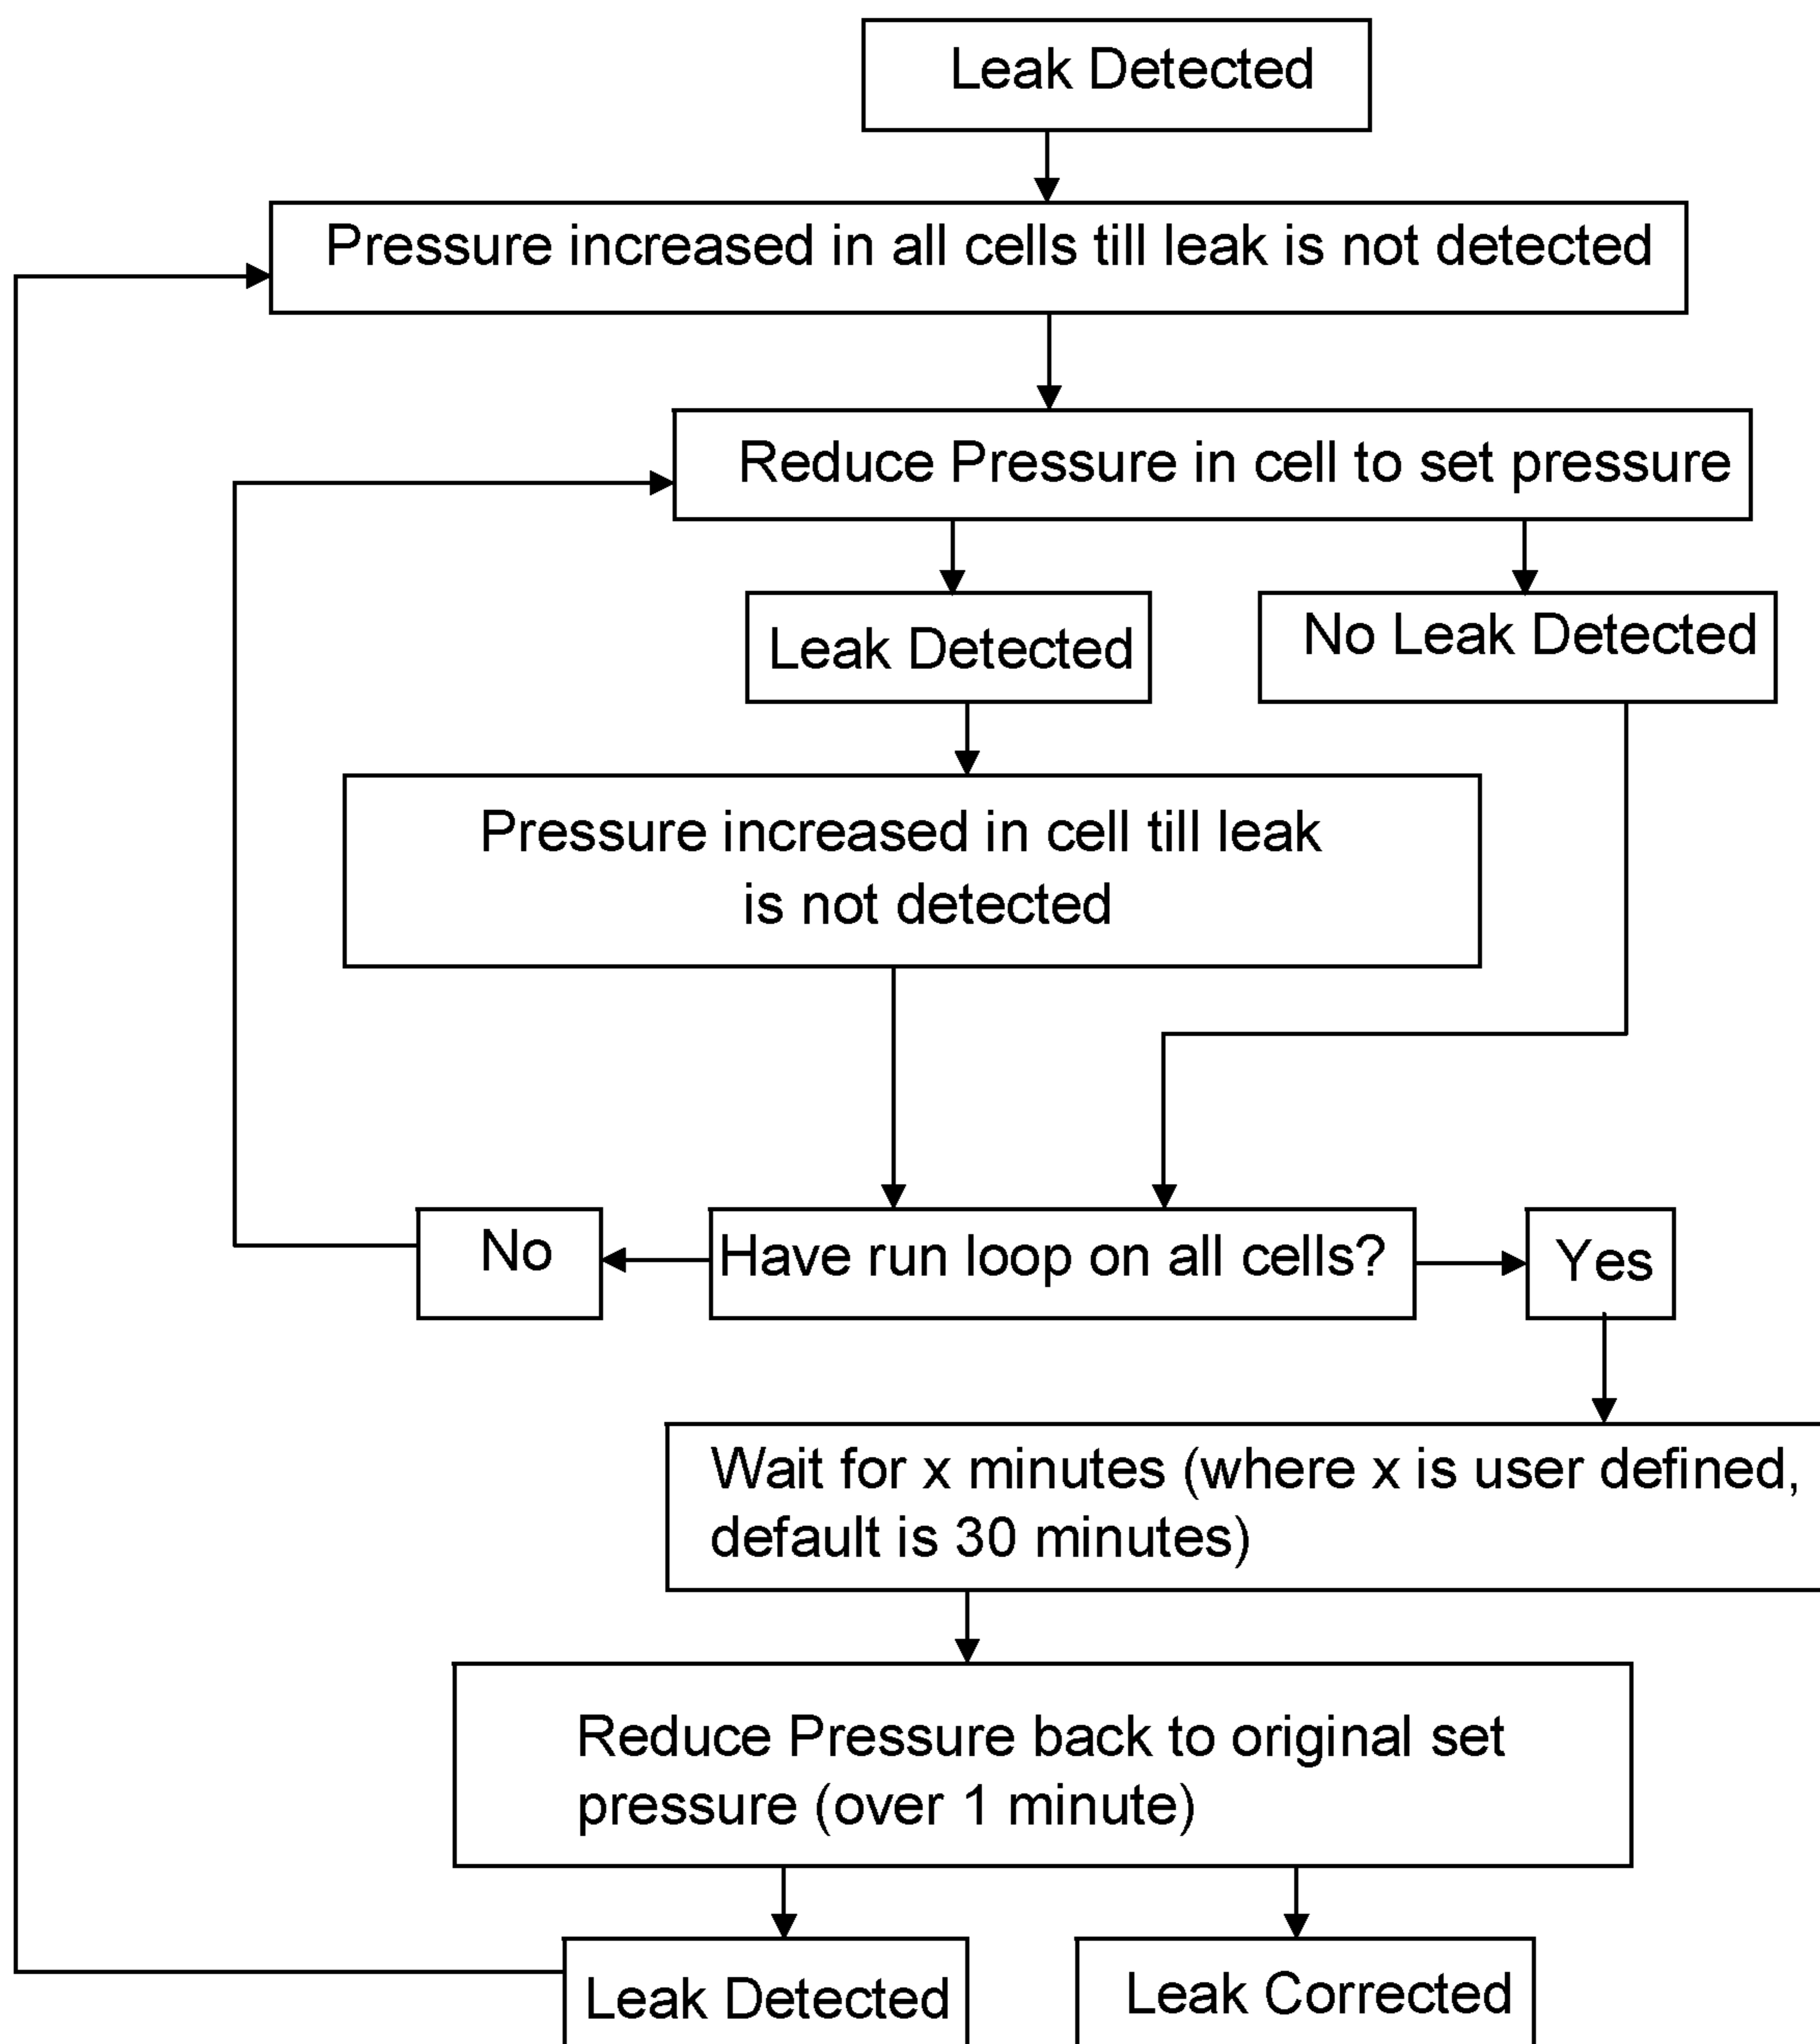 Leak Detected
Pressure increased in all cells till leak is not detected
Reduce Pressure in cell to set pressure
Leak Detected
No Leak Detected
Pressure increased in cell till leak
is not detected
No
Have run loop on all cells?
Yes
Wait for x minutes (where x is user defined,
default is 30 minutes)
Reduce Pressure back to original set
pressure (over 1 minute)
Leak Detected
Leak Corrected